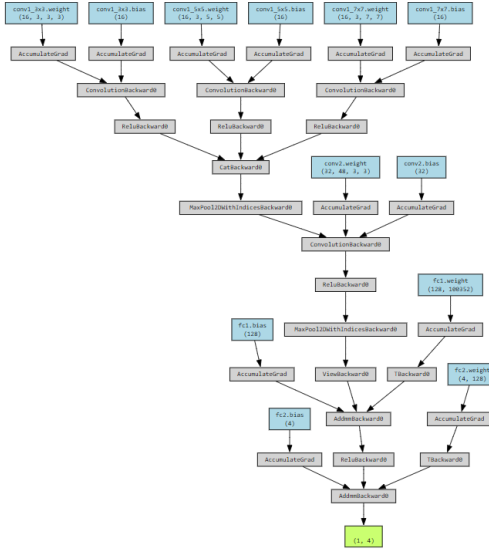 conv1_3x3.weight
(16, 3, 3, 3)
conv1_3x3.bias
(16)
conv1_5x5.weight
(16, 3, 5, 5)
conv1_5x5.bias
(16)
conv1_7x7.weight
(16, 3, 7, 7)
conv1_7x7.bias
(16)
AccumulateGrad
AccumulateGrad
AccumulateGrad
AccumulateGrad
AccumulateGrad
AccumulateGrad
ConvolutionBackward0
ConvolutionBackward0
ConvolutionBackward0
ReluBackward0
ReluBackward0
ReluBackward0
CatBackward0
conv2.weight
(32, 48, 3, 3)
conv2.bias
(32)
MaxPool2DWithIndicesBackward0
AccumulateGrad
AccumulateGrad
ConvolutionBackward0
ReluBackward0
fc1.weight
(128, 100352)
fc1.bias
(128)
MaxPool2DWithIndicesBackward0
AccumulateGrad
AccumulateGrad
ViewBackward0
TBackward0
fc2.weight
(4, 128)
fc2.bias
(4)
AddmmBackward0
AccumulateGrad
AccumulateGrad
ReluBackward0
TBackward0
AddmmBackward0
(1, 4)